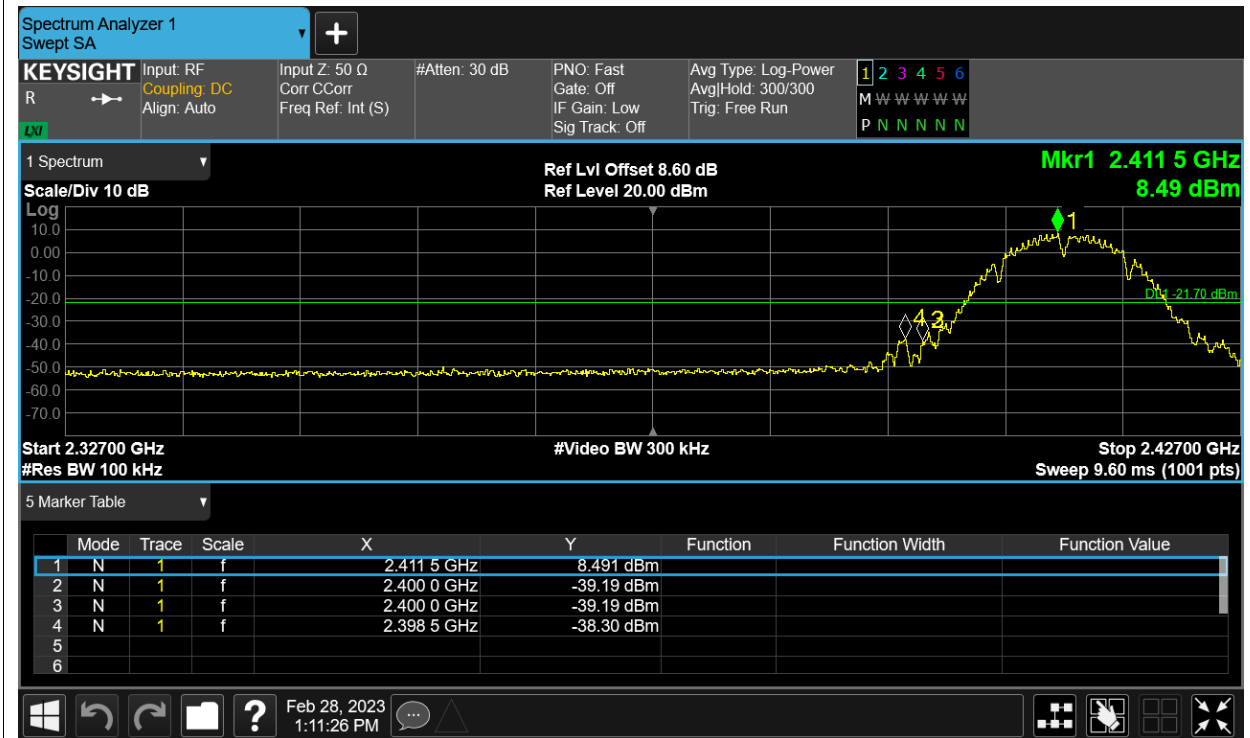 Spectrum Analyzer 1
Swept SA
KEYSIGHT
R
LXI
Input: RF
Coupling: DC
Align: Auto
Input Z: 50 Ω
Corr CCorr
Freq Ref: Int (S)
#Atten: 30 dB
PNO: Fast
Gate: Off
IF Gain: Low
Sig Track: Off
Avg Type: Log-Power
Avg|Hold: 300/300
Trig: Free Run
1 2 3 4 5 6
M W W W W W
P N N N N N
1 Spectrum
Scale/Div 10 dB
Ref Lvl Offset 8.60 dB
Ref Level 20.00 dBm
Mkr1 2.411 5 GHz
8.49 dBm
Log
10.0
0.00
-10.0
-20.0
-30.0
-40.0
-50.0
-60.0
-70.0
1
DL1 -21.70 dBm
4
Start 2.32700 GHz
#Res BW 100 kHz
#Video BW 300 kHz
Stop 2.42700 GHz
Sweep 9.60 ms (1001 pts)
5 Marker Table
Mode Trace Scale X Y Function Function Width Function Value
1 N 1 f 2.411 5 GHz 8.491 dBm
2 N 1 f 2.400 0 GHz -39.19 dBm
3 N 1 f 2.400 0 GHz -39.19 dBm
4 N 1 f 2.398 5 GHz -38.30 dBm
5
6
?
Feb 28, 2023
1:11:26 PM